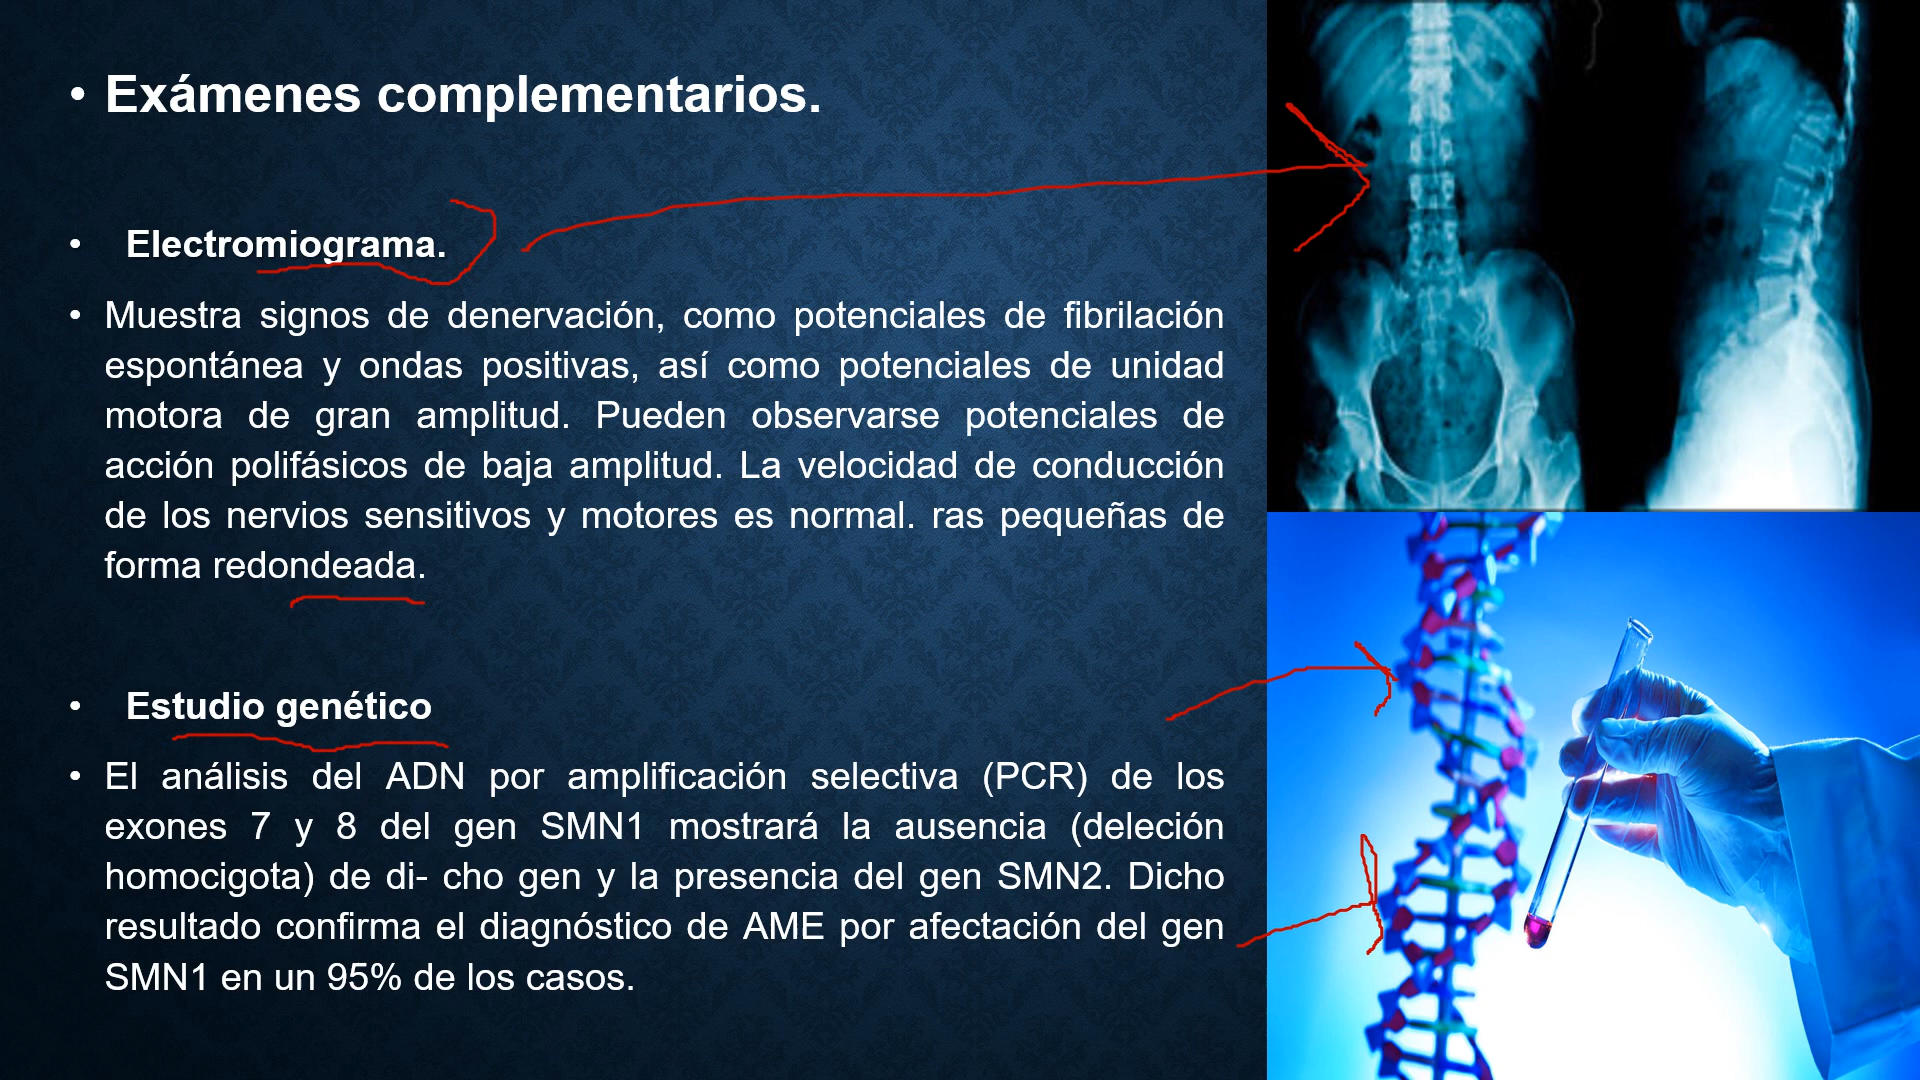 • Exámenes complementarios.
• Electromiograma.
• Muestra signos de denervación, como potenciales de fibrilación
espontánea y ondas positivas, así como potenciales de unidad
motora de gran amplitud. Pueden observarse potenciales de
acción polifásicos de baja amplitud. La velocidad de conducción
de los nervios sensitivos y motores es normal. ras pequeñas de
forma redondeada.
• Estudio genético
• El análisis del ADN por amplificación selectiva (PCR) de los
exones 7 y 8 del gen SMN1 mostrará la ausencia (deleción
homocigota) de di- cho gen y la presencia del gen SMN2. Dicho
resultado confirma el diagnóstico de AME por afectación del gen
SMN1 en un 95% de los casos.